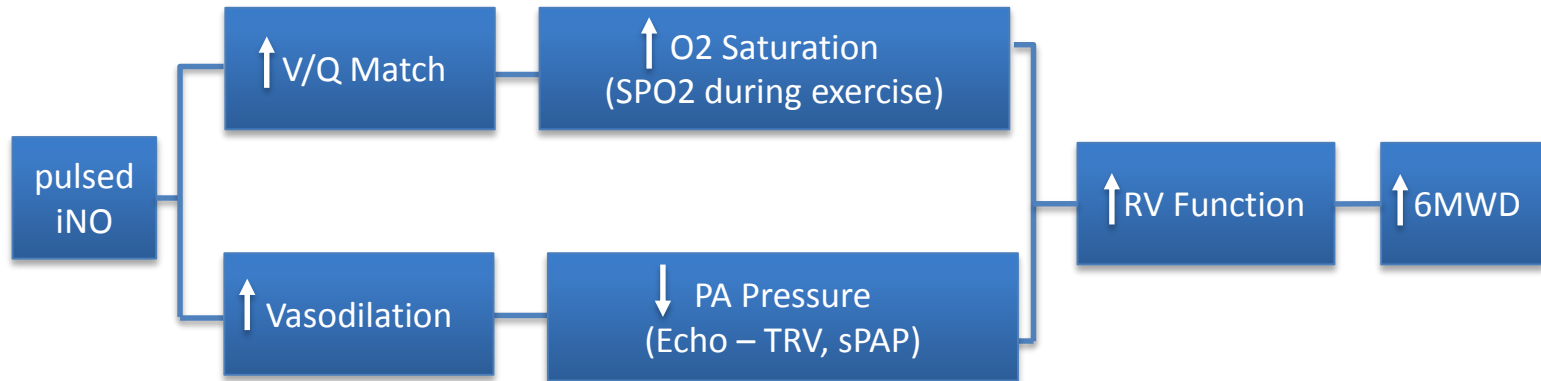 pulsed
iNO
V/Q Match
O2 Saturation
(SPO2 during exercise)
Vasodilation
PA Pressure
(Echo – TRV, sPAP)
RV Function
6MWD